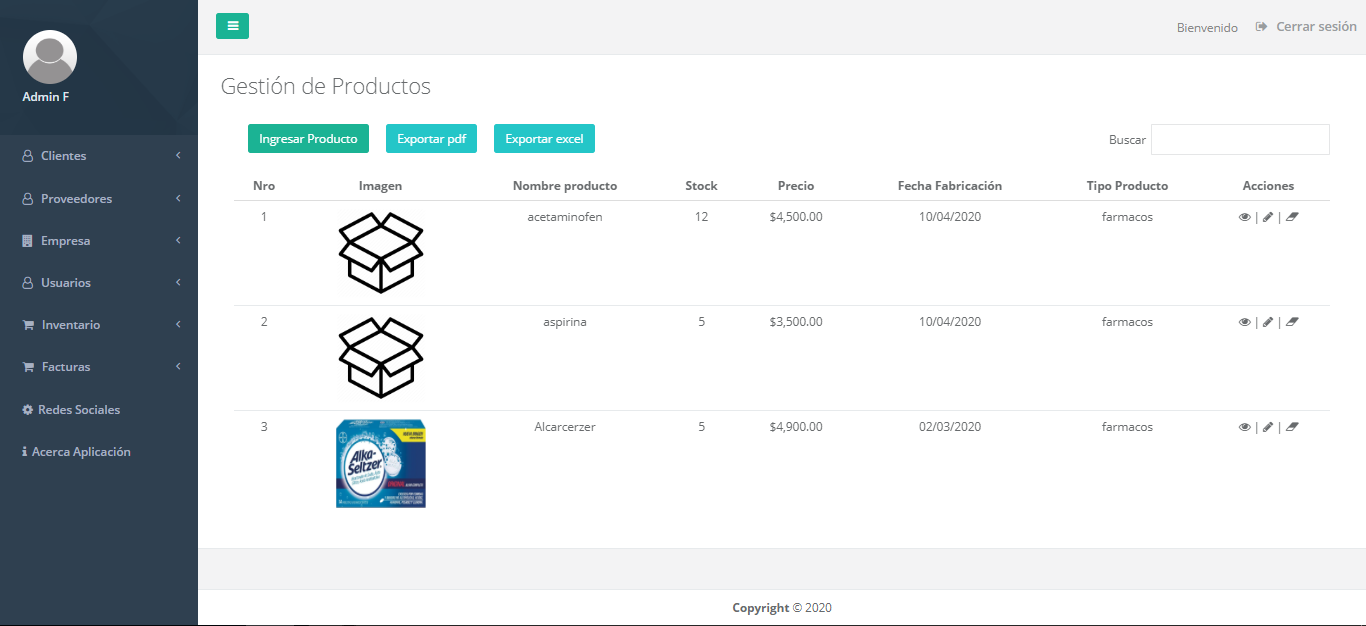 Bienvenido Cerrar sesión
Admin F
Clientes
Proveedores
Empresa
Usuarios
Inventario
Facturas
Redes Sociales
Acerca Aplicación
Gestión de Productos
Ingresar Producto Exportar pdf Exportar excel Buscar
Nro Imagen Nombre producto Stock Precio Fecha Fabricación Tipo Producto Acciones
1 acetaminofen 12 $4,500.00 10/04/2020 farmacos | |
2 aspirina 5 $3,500.00 10/04/2020 farmacos | |
3 Alcarcerzer 5 $4,900.00 02/03/2020 farmacos | |
Alka-
Seltzer
Copyright © 2020